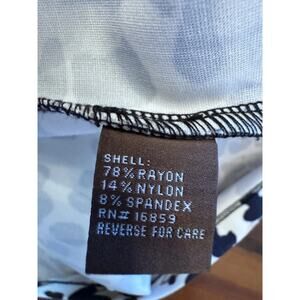 SHELL:
78% RAYON
14% NYLON
8% SPANDEX
RN# 16859
REVERSE FOR CARE